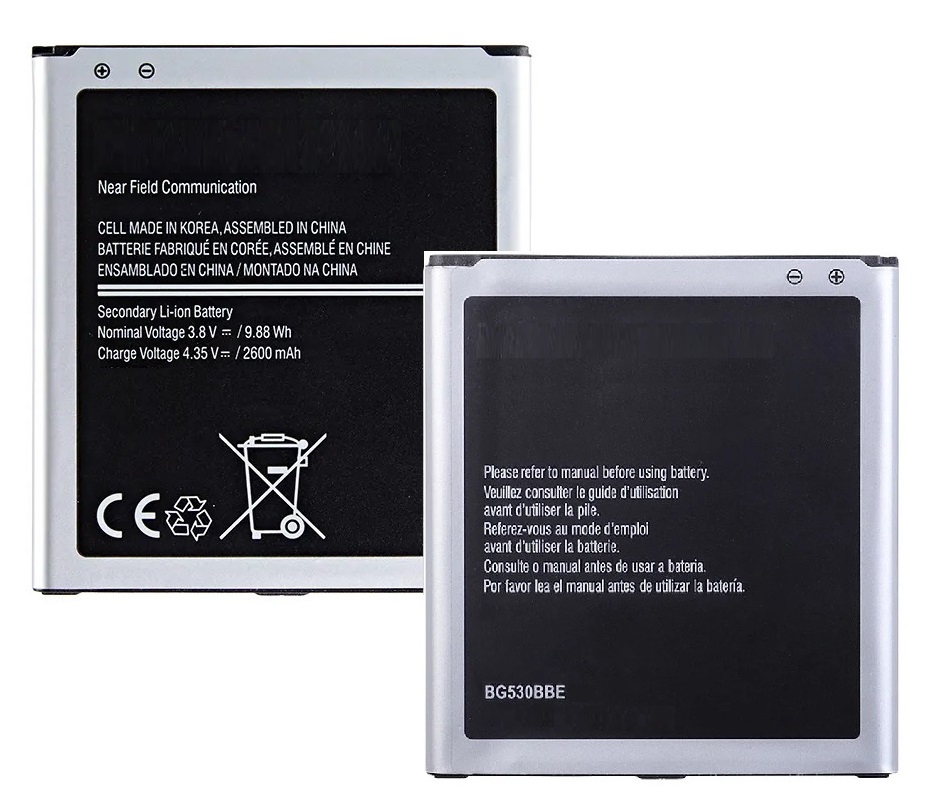 Near Field Communication
CELL MADE IN KOREA, ASSEMBLED IN CHINA
BATTERIE FABRIQUÉ EN CORÉE, ASSEMBLÉ EN CHINE
ENSAMBLADO EN CHINA / MONTADO NA CHINA
Secondary Li-ion Battery
Nominal Voltage 3.8 V ⎓ / 9.88 Wh
Charge Voltage 4.35 V ⎓ / 2600 mAh
CE
Please refer to manual before using battery.
Veuillez consulter le guide d'utilisation
avant d'utiliser la pile.
Referez-vous au mode d'emploi
avant d'utiliser la batterie.
Consulte o manual antes de usar a bateria.
Por favor lea el manual antes de utilizar la batería.
BG530BBE